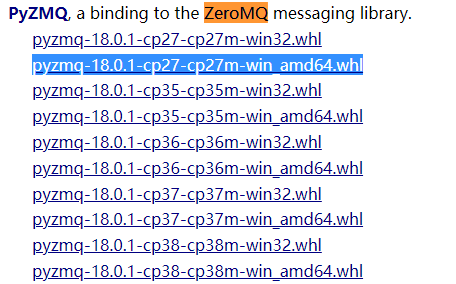 PyZMQ, a binding to the ZeroMQ messaging library.
pyzmq-18.0.1-cp27-cp27m-win32.whl
pyzmq-18.0.1-cp27-cp27m-win_amd64.whl
pyzmq-18.0.1-cp35-cp35m-win32.whl
pyzmq-18.0.1-cp35-cp35m-win_amd64.whl
pyzmq-18.0.1-cp36-cp36m-win32.whl
pyzmq-18.0.1-cp36-cp36m-win_amd64.whl
pyzmq-18.0.1-cp37-cp37m-win32.whl
pyzmq-18.0.1-cp37-cp37m-win_amd64.whl
pyzmq-18.0.1-cp38-cp38m-win32.whl
pyzmq-18.0.1-cp38-cp38m-win_amd64.whl